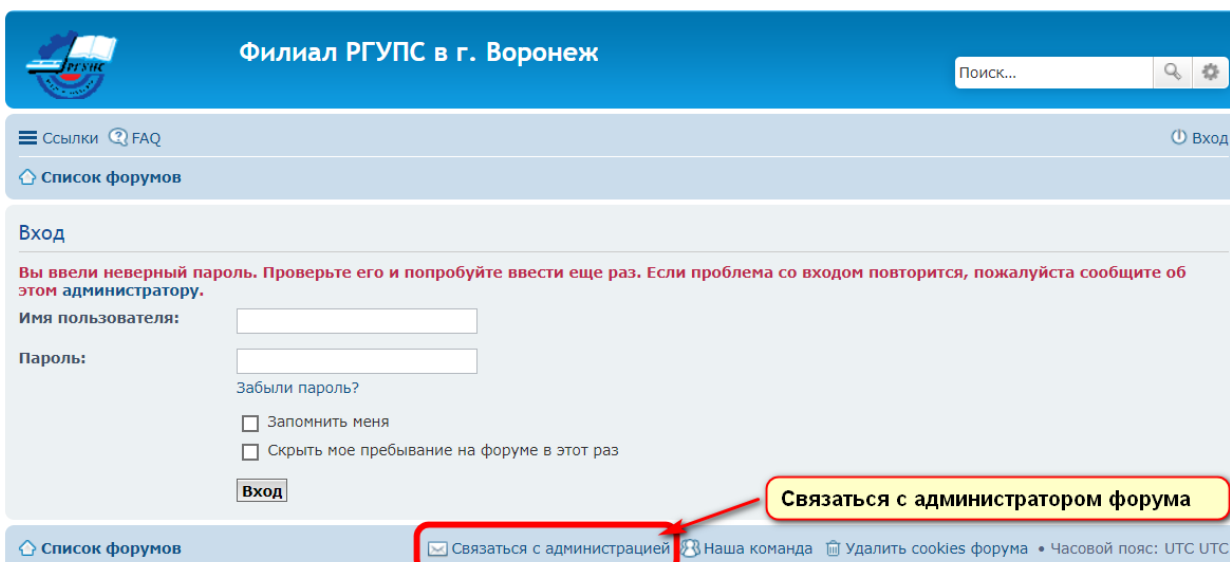 Филиал РГУПС в г. Воронеж
РГУПС
Поиск...
Ссылки FAQ
Вход
Список форумов
Вход
Вы ввели неверный пароль. Проверьте его и попробуйте ввести еще раз. Если проблема со входом повторится, пожалуйста сообщите об
этом администратору.
Имя пользователя:
Пароль:
Забыли пароль?
Запомнить меня
Скрыть мое пребывание на форуме в этот раз
Вход
Связаться с администратором форума
Список форумов
Связаться с администрацией Наша команда Удалить cookies форума • Часовой пояс: UTC UTC